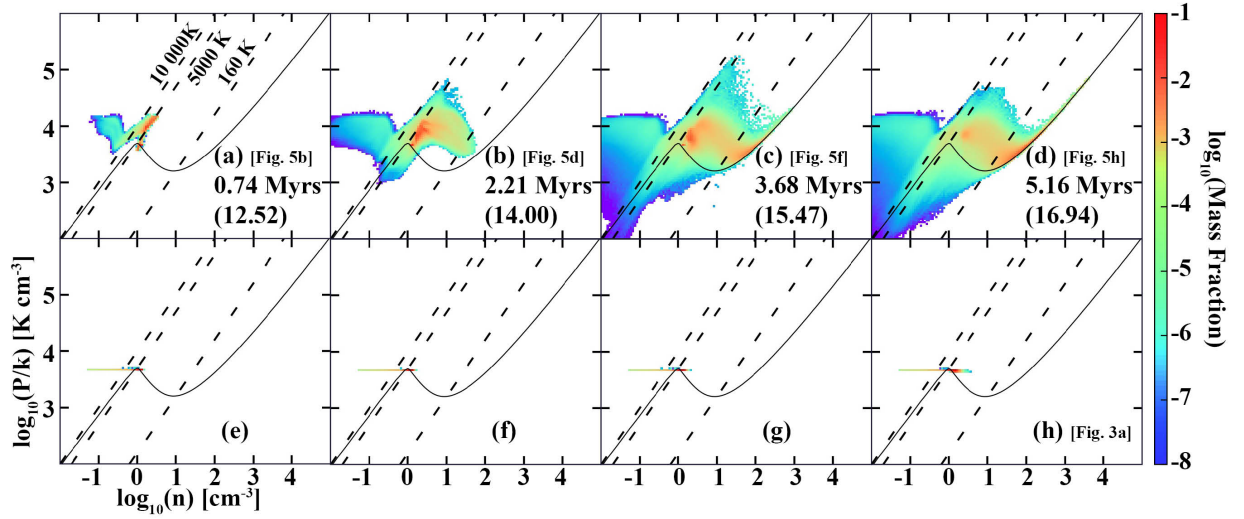 10 000K
5000 K
160 K
5
4
3
(a) [Fig. 5b]
0.74 Myrs
(12.52)
(b) [Fig. 5d]
2.21 Myrs
(14.00)
(c) [Fig. 5f]
3.68 Myrs
(15.47)
(d) [Fig. 5h]
5.16 Myrs
(16.94)
5
4
3
(e)
(f)
(g)
(h) [Fig. 3a]
-1 0 1 2 3 4
-1 0 1 2 3 4
-1 0 1 2 3 4
-1 0 1 2 3 4
log₁₀(n) [cm⁻³]
log₁₀(P/k) [K cm⁻³]
-1
-2
-3
-4
-5
-6
-7
-8
log₁₀(Mass Fraction)